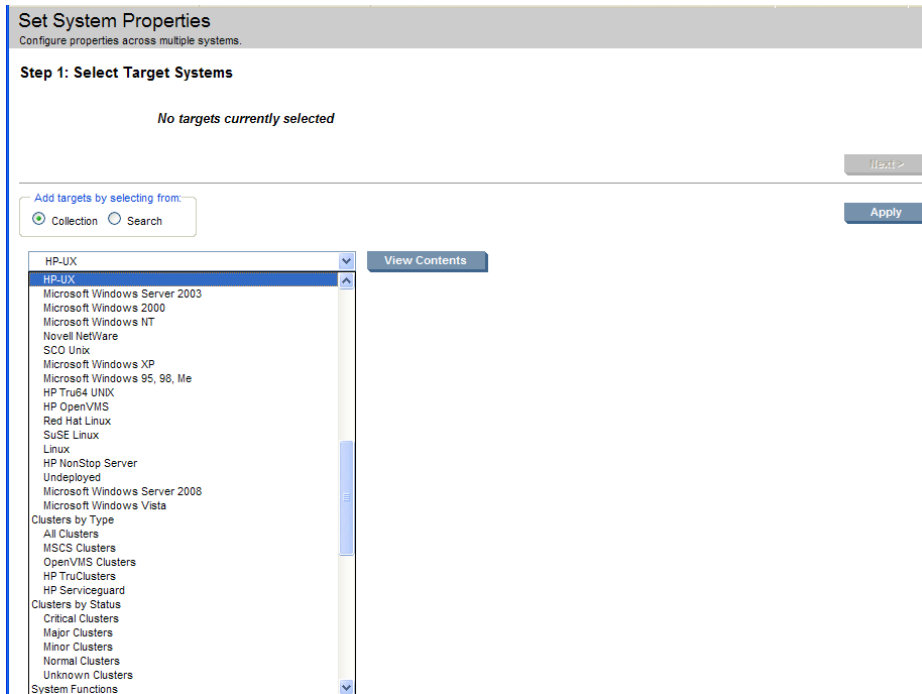 Set System Properties
Configure properties across multiple systems.
Step 1: Select Target Systems
No targets currently selected
Next >
Add targets by selecting from:
Collection Search
Apply
HP-UX
View Contents
HP-UX
Microsoft Windows Server 2003
Microsoft Windows 2000
Microsoft Windows NT
Novell NetWare
SCO Unix
Microsoft Windows XP
Microsoft Windows 95, 98, Me
HP Tru64 UNIX
HP OpenVMS
Red Hat Linux
SuSE Linux
Linux
HP NonStop Server
Undeployed
Microsoft Windows Server 2008
Microsoft Windows Vista
Clusters by Type
All Clusters
MSCS Clusters
OpenVMS Clusters
HP TruClusters
HP Serviceguard
Clusters by Status
Critical Clusters
Major Clusters
Minor Clusters
Normal Clusters
Unknown Clusters
System Functions